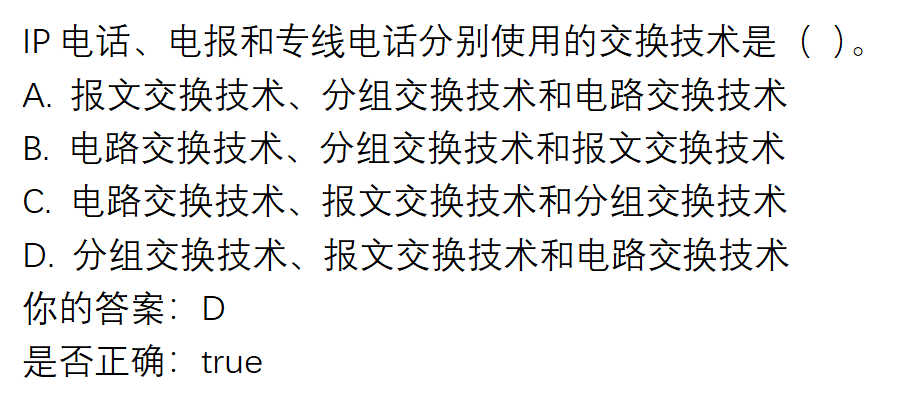 IP 电话、电报和专线电话分别使用的交换技术是（ ）。
A. 报文交换技术、分组交换技术和电路交换技术
B. 电路交换技术、分组交换技术和报文交换技术
C. 电路交换技术、报文交换技术和分组交换技术
D. 分组交换技术、报文交换技术和电路交换技术
你的答案：D
是否正确：true